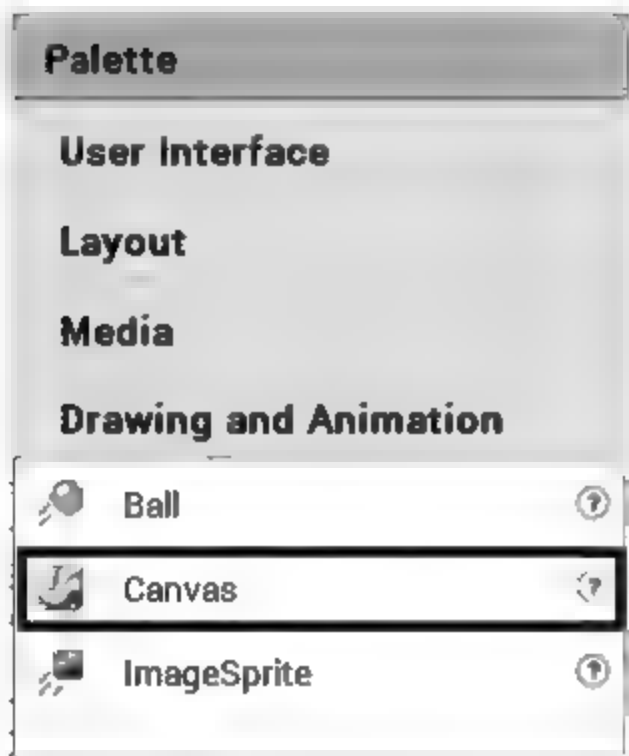 Palette
User Interface
Layout
Media
Drawing and Animation
Ball ?
Canvas ?
ImageSprite